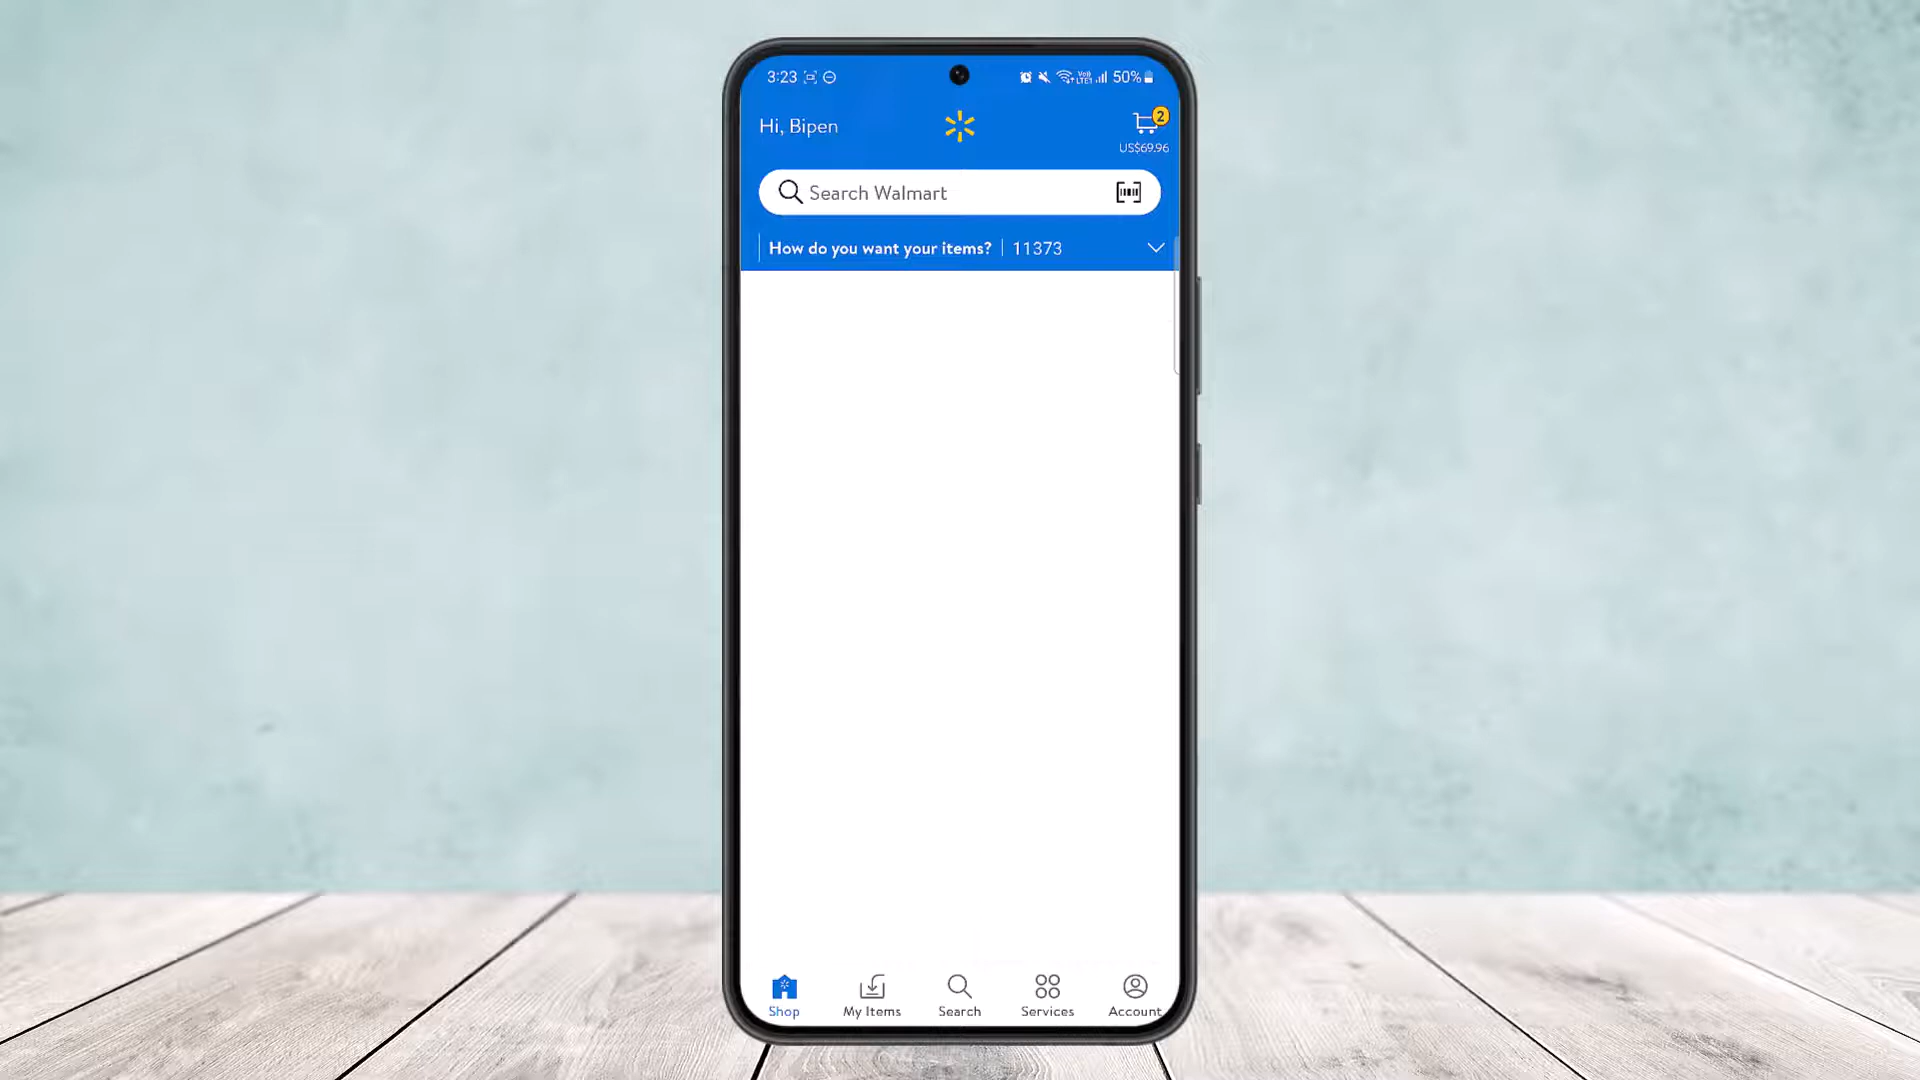 3:23
50%
Hi, Bipen
2
US$69.96
Search Walmart
How do you want your items? 11373
Shop
My Items
Search
Services
Account